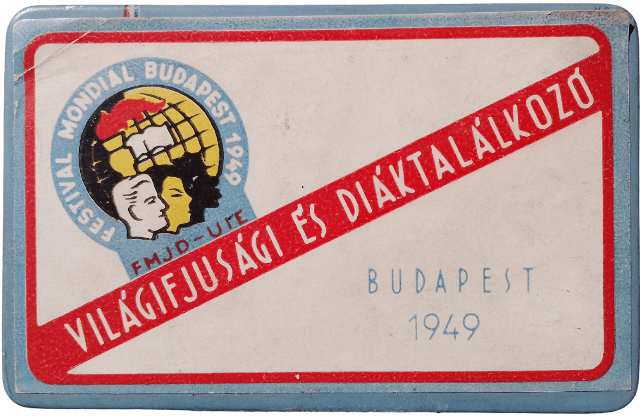 FESTIVAL MONDIAL BUDAPEST 1949
FMJD-UIE
VILÁGIFJUSÁGI ÉS DIÁKTALÁLKOZÓ
BUDAPEST
1949